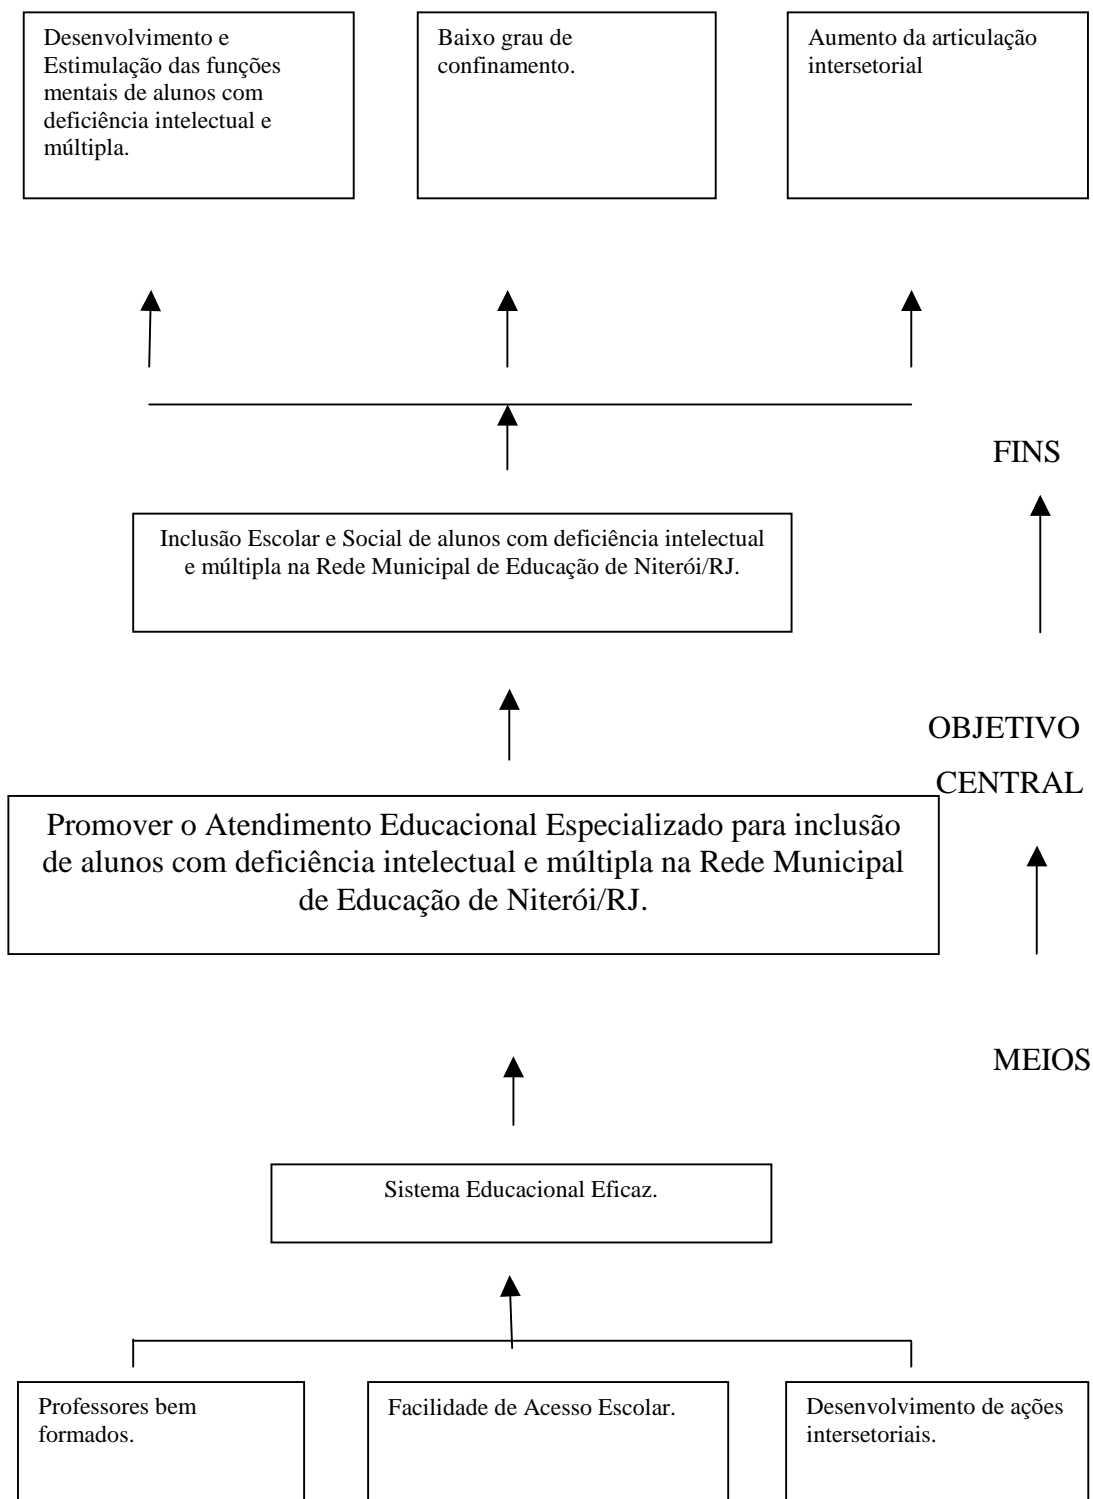 Desenvolvimento e
Estimulação das funções
mentais de alunos com
deficiência intelectual e
múltipla.
Baixo grau de
confinamento.
Aumento da articulação
intersetorial
FINS
Inclusão Escolar e Social de alunos com deficiência intelectual
e múltipla na Rede Municipal de Educação de Niterói/RJ.
OBJETIVO
CENTRAL
Promover o Atendimento Educacional Especializado para inclusão
de alunos com deficiência intelectual e múltipla na Rede Municipal
de Educação de Niterói/RJ.
MEIOS
Sistema Educacional Eficaz.
Professores bem
formados.
Facilidade de Acesso Escolar.
Desenvolvimento de ações
intersetoriais.